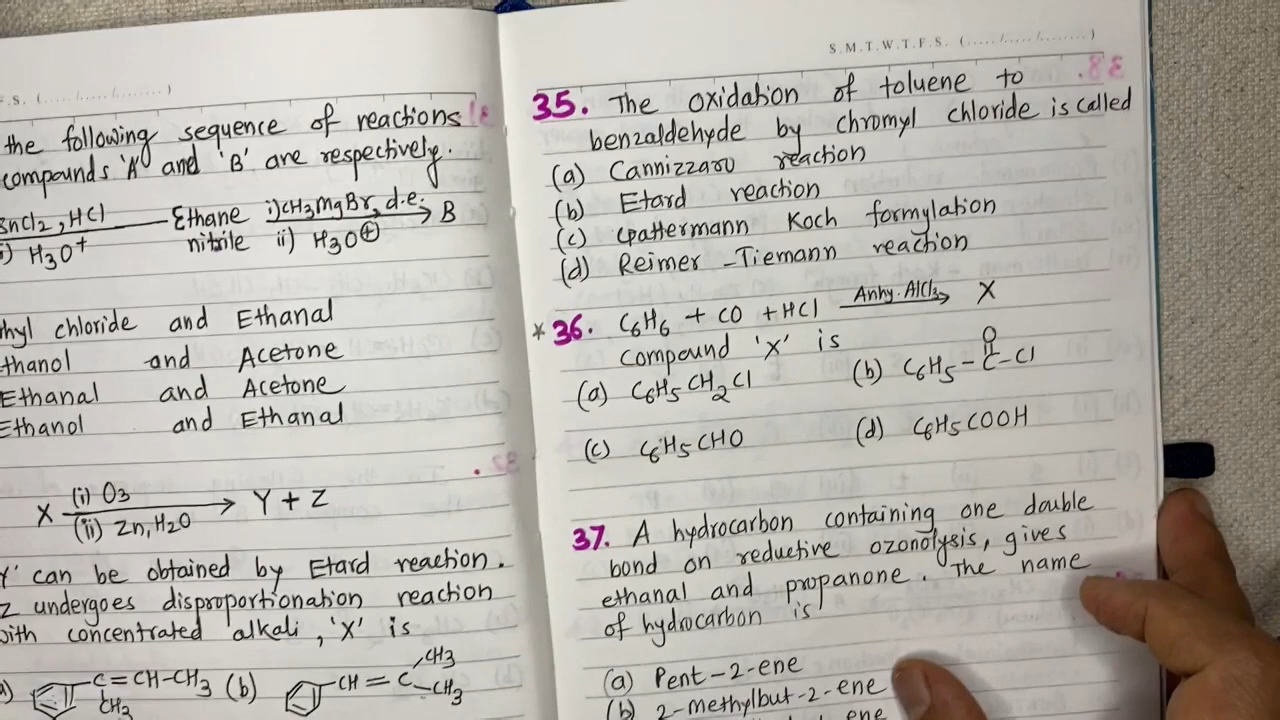 F.S. (...../...../........)
the following sequence of reactions
compounds 'A' and 'B' are respectively.
SnCl2, HCl Ethane nitrile i) CH3MgBr, d.e. B
) H3O+ ii) H3O⊕
hyl chloride and Ethanal
thanol and Acetone
Ethanal and Acetone
Ethanol and Ethanal
X (i) O3 → Y + Z
(ii) Zn, H2O
Y' can be obtained by Etard reaction.
Z undergoes disproportionation reaction
with concentrated alkali, 'X' is
) C=CH-CH3 (b) CH=C CH3
CH3 CH3
S.M.T.W.T.F.S. (...../...../........)
35. The oxidation of toluene to
benzaldehyde by chromyl chloride is called
(a) Cannizzaro reaction
(b) Etard reaction
(c) Gattermann Koch formylation
(d) Reimer-Tiemann reaction
*36. C6H6 + CO + HCl Anhy. AlCl3 → X
compound 'X' is
(a) C6H5CH2Cl (b) C6H5-C-Cl
O
(c) C6H5CHO (d) C6H5COOH
37. A hydrocarbon containing one double
bond on reductive ozonolysis, gives
ethanal and propanone. The name
of hydrocarbon is
(a) Pent-2-ene
(b) 2-methylbut-2-ene
ene